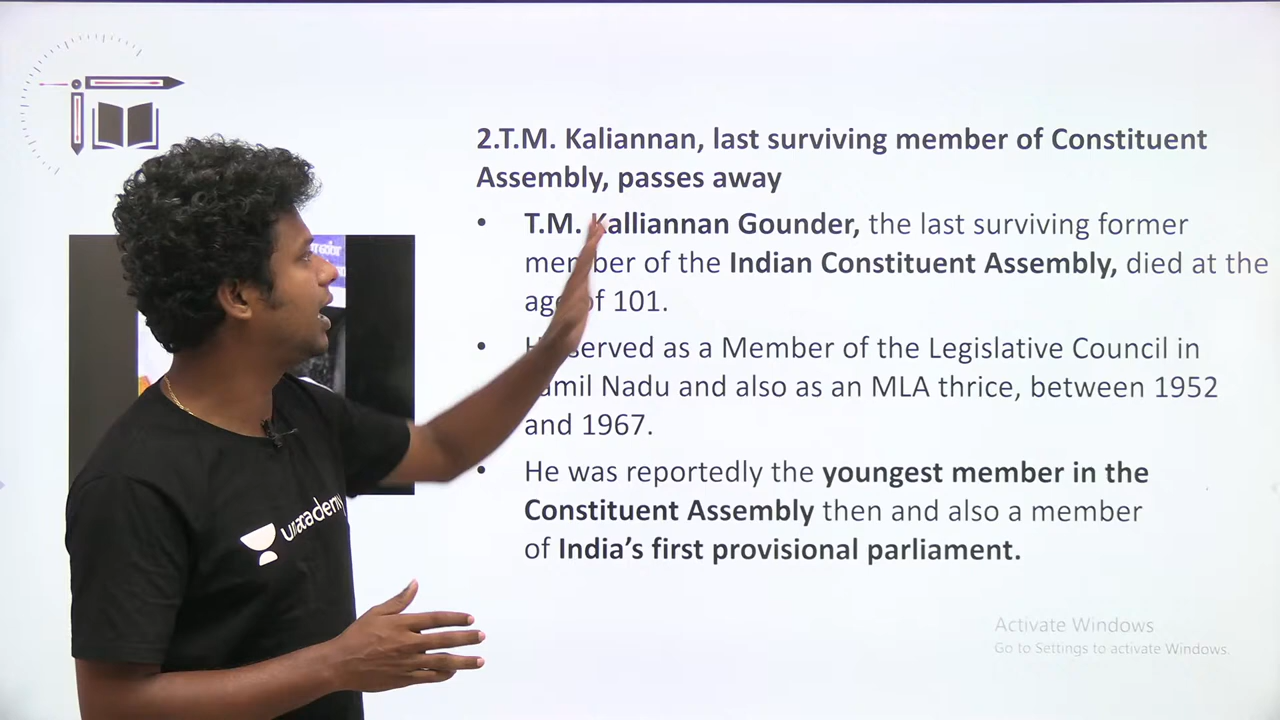 2.T.M. Kaliannan, last surviving member of Constituent
Assembly, passes away
• T.M. Kalliannan Gounder, the last surviving former
member of the Indian Constituent Assembly, died at the
age of 101.
• served as a Member of the Legislative Council in
Nadu and also as an MLA thrice, between 1952
and 1967.
• He was reportedly the youngest member in the
Constituent Assembly then and also a member
of India's first provisional parliament.
unacademy
Activate Windows
Go to Settings to activate Windows.